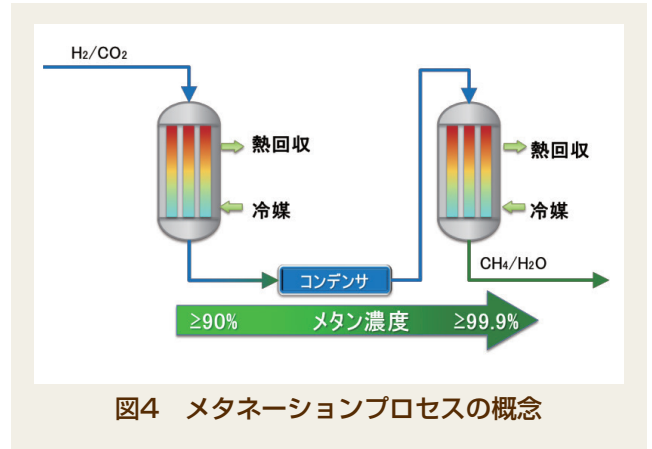 H2/CO2
熱回収
冷媒
コンデンサ
熱回収
冷媒
CH4/H2O
≥90% メタン濃度 ≥99.9%
図4 メタネーションプロセスの概念